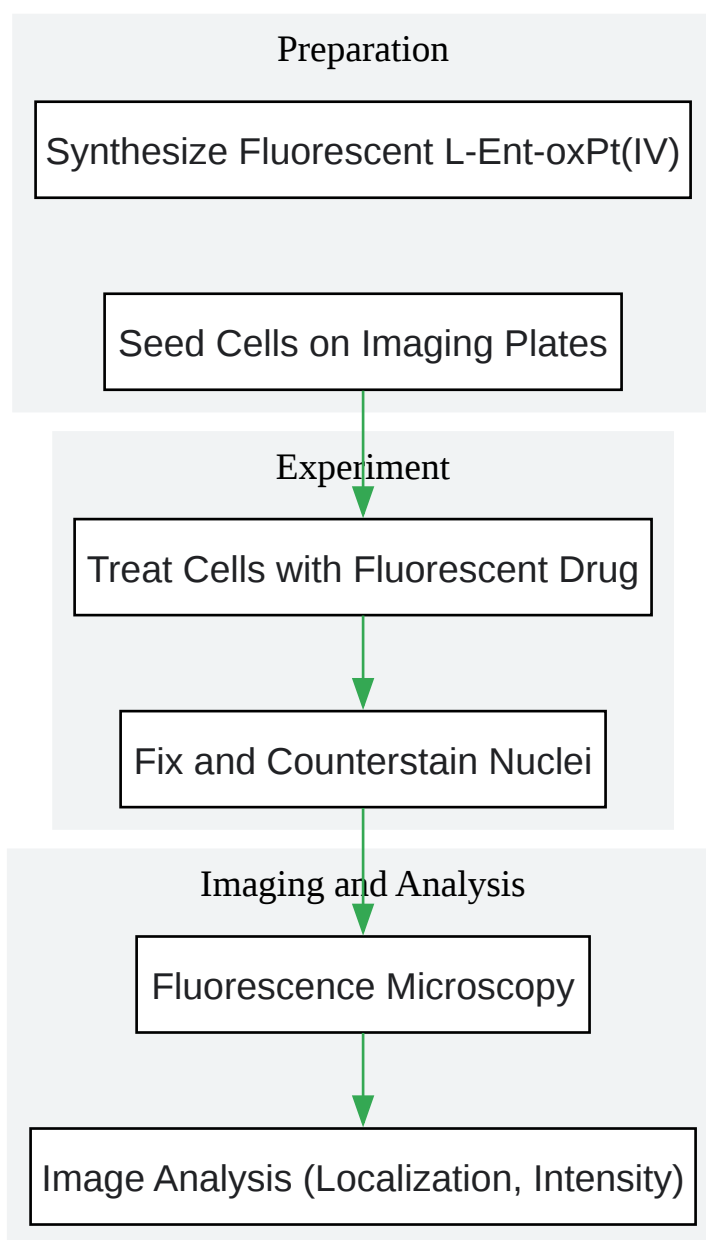 Preparation
Synthesize Fluorescent L-Ent-oxPt(IV)
Seed Cells on Imaging Plates
Experiment
Treat Cells with Fluorescent Drug
Fix and Counterstain Nuclei
Imaging and Analysis
Fluorescence Microscopy
Image Analysis (Localization, Intensity)